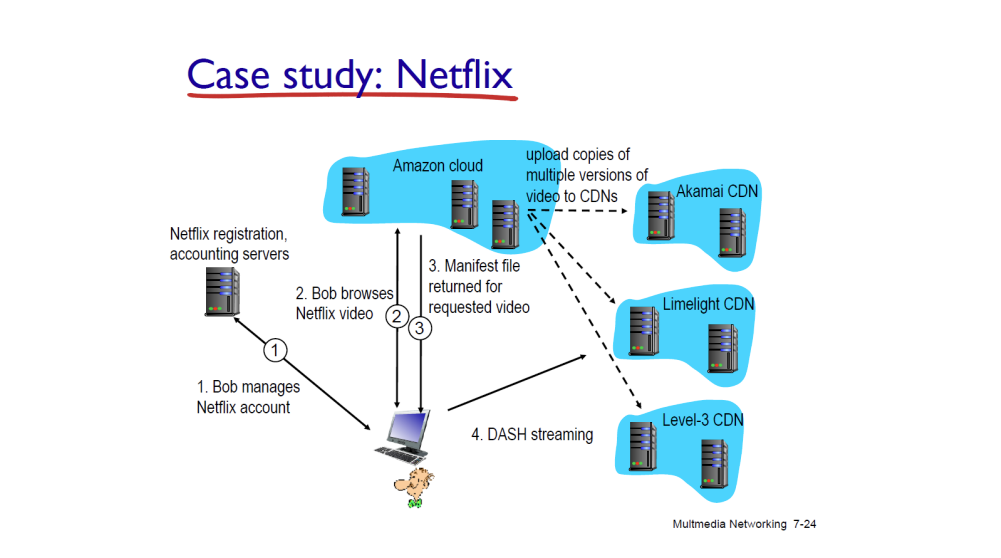 Case study: Netflix
Amazon cloud
upload copies of
multiple versions of
video to CDNs
Akamai CDN
Netflix registration,
accounting servers
3. Manifest file
returned for
requested video
2. Bob browses
Netflix video
2
3
Limelight CDN
1
1. Bob manages
Netflix account
4. DASH streaming
Level-3 CDN
Multmedia Networking 7-24